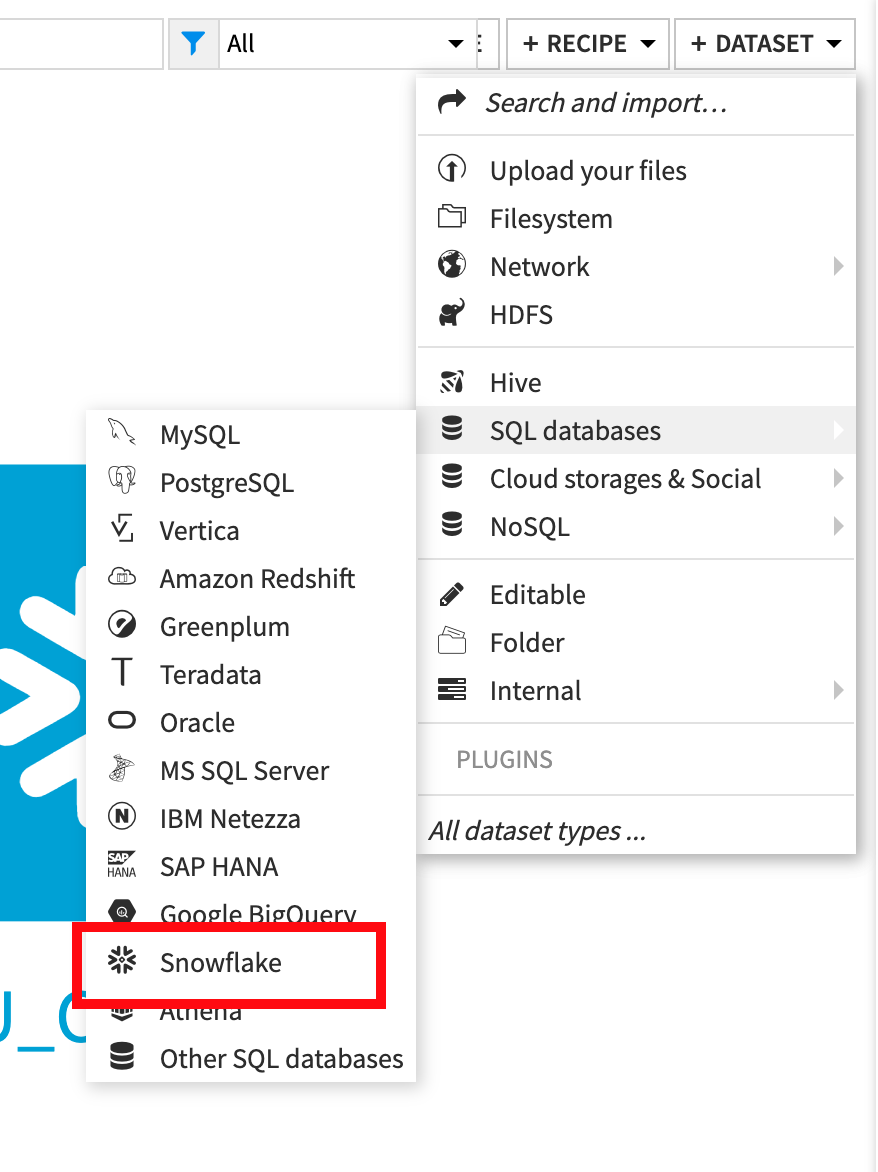 All
+ RECIPE
+ DATASET
Search and import...
Upload your files
Filesystem
Network
HDFS
Hive
SQL databases
Cloud storages & Social
NoSQL
Editable
Folder
Internal
PLUGINS
All dataset types ...
MySQL
PostgreSQL
Vertica
Amazon Redshift
Greenplum
Teradata
Oracle
MS SQL Server
IBM Netezza
SAP HANA
Google BigQuery
Snowflake
Athena
Other SQL databases